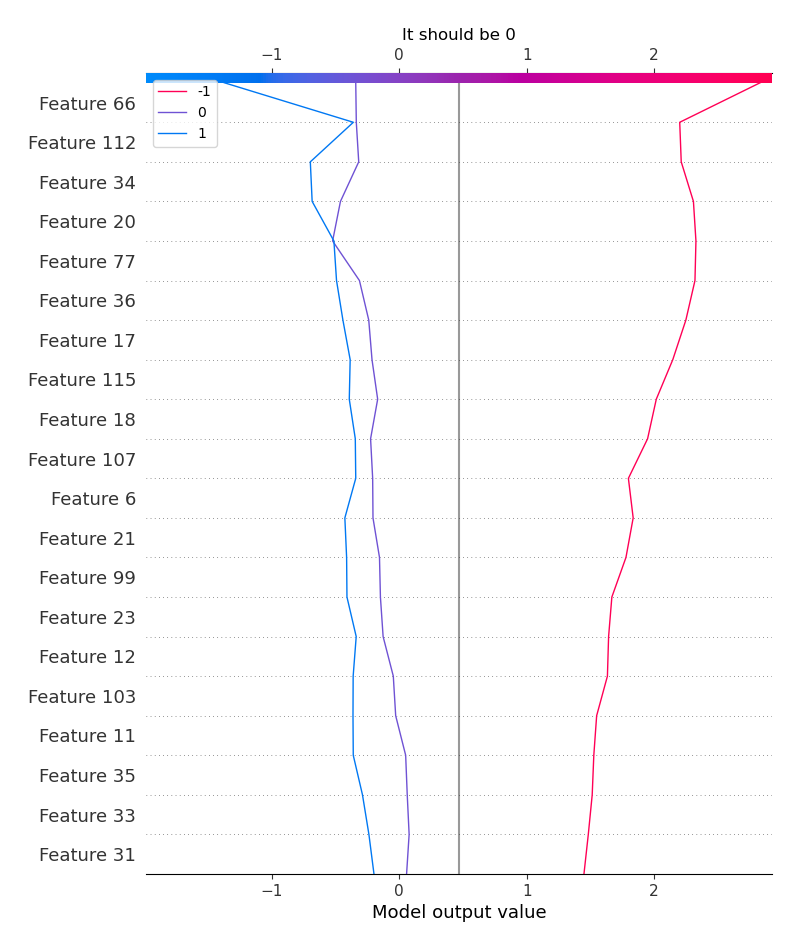 It should be 0
−1 0 1 2
-1
0
1
Feature 66
Feature 112
Feature 34
Feature 20
Feature 77
Feature 36
Feature 17
Feature 115
Feature 18
Feature 107
Feature 6
Feature 21
Feature 99
Feature 23
Feature 12
Feature 103
Feature 11
Feature 35
Feature 33
Feature 31
−1 0 1 2
Model output value